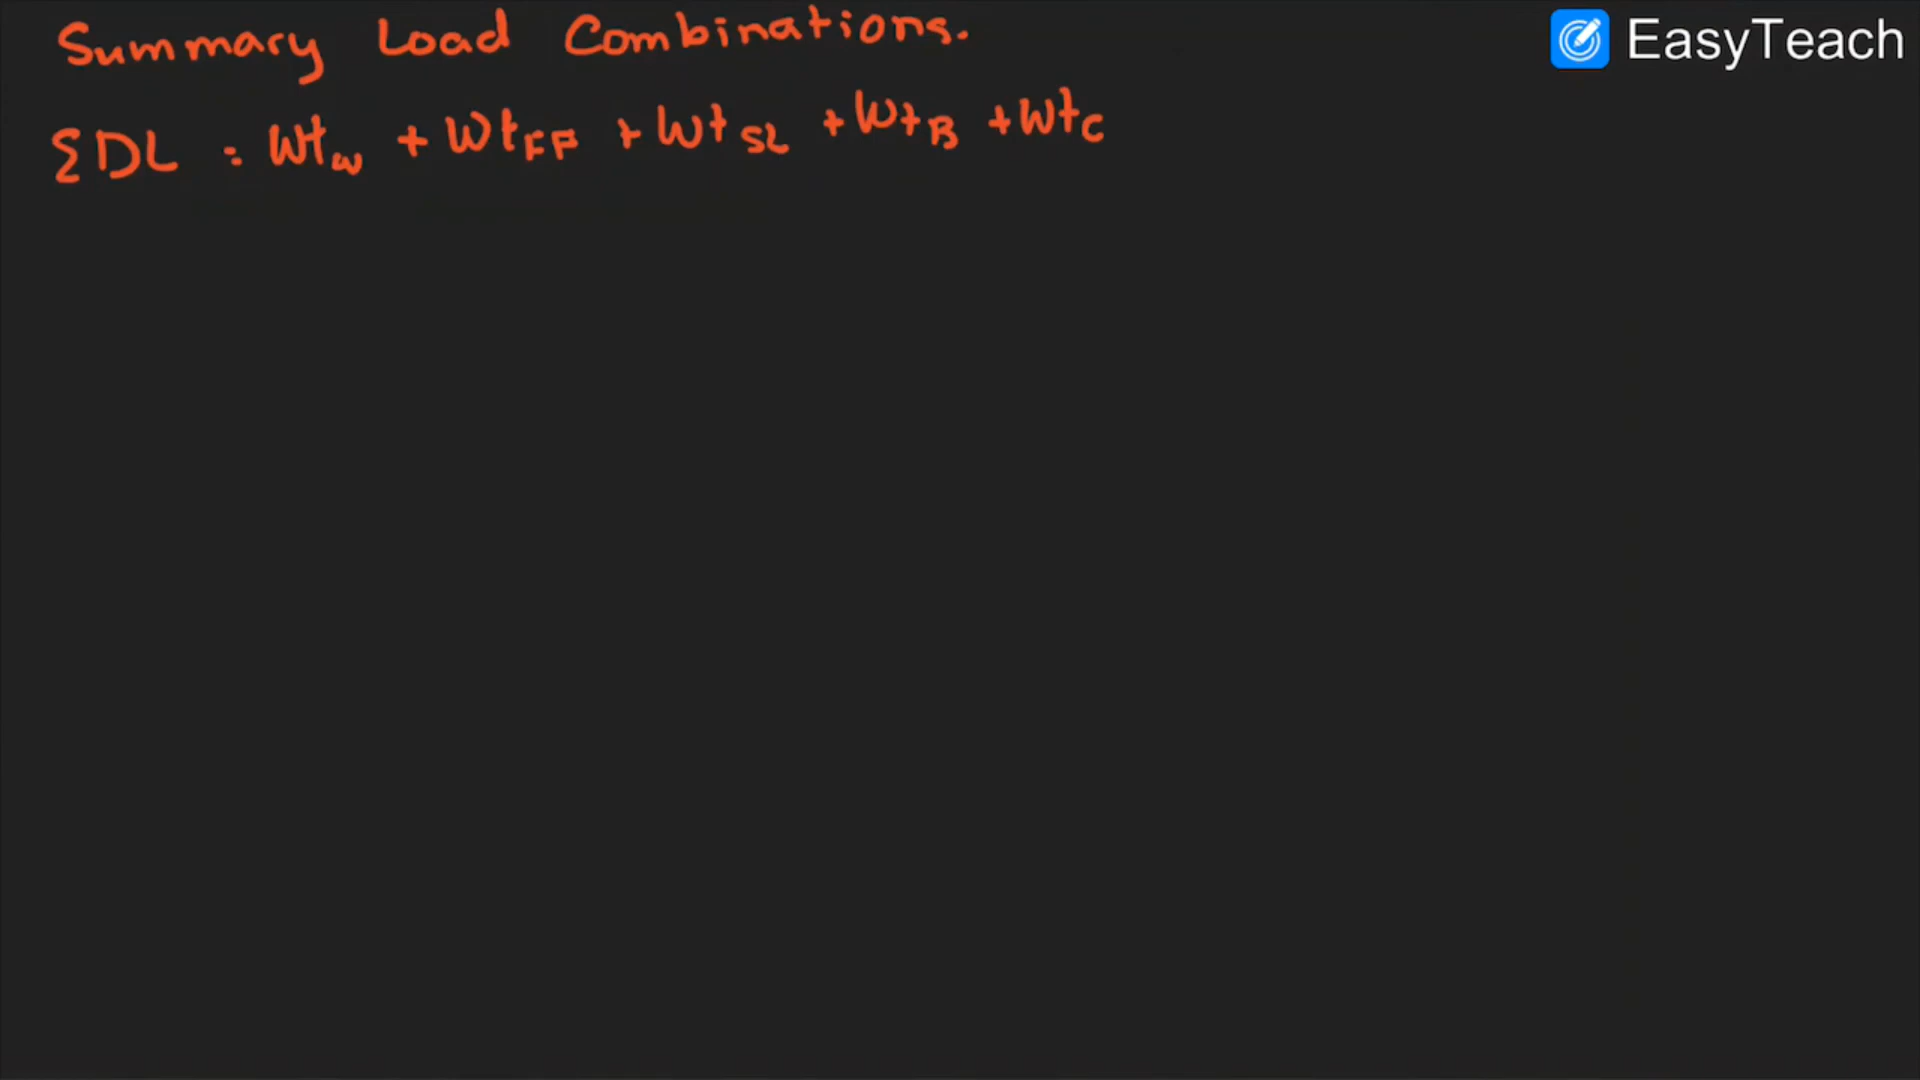 Summary Load Combinations.
EasyTeach
ΣDL = Wt_w + Wt_FF + Wt_SL + Wt_B + Wt_C